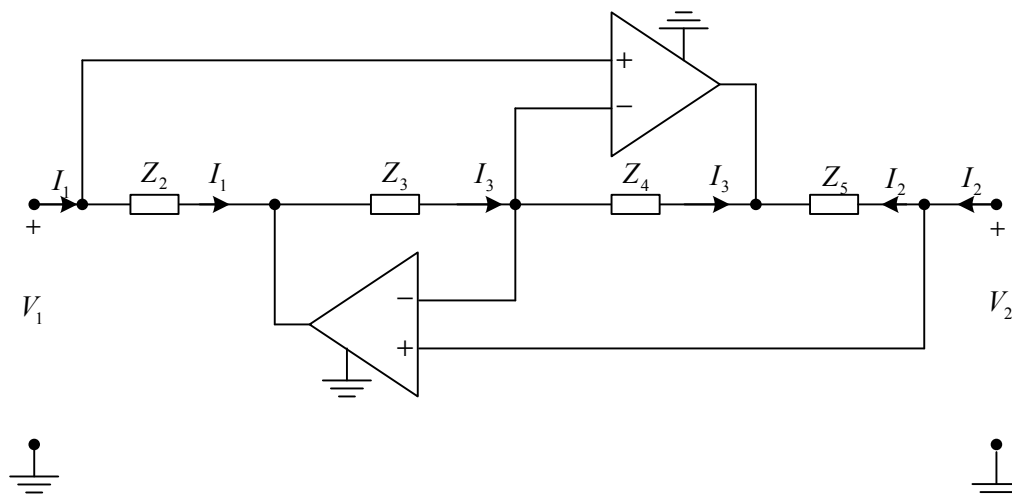 +
−
I₁ Z₂ I₁ Z₃ I₃ Z₄ I₃ Z₅ I₂ I₂
+ +
V₁ − V₂
+